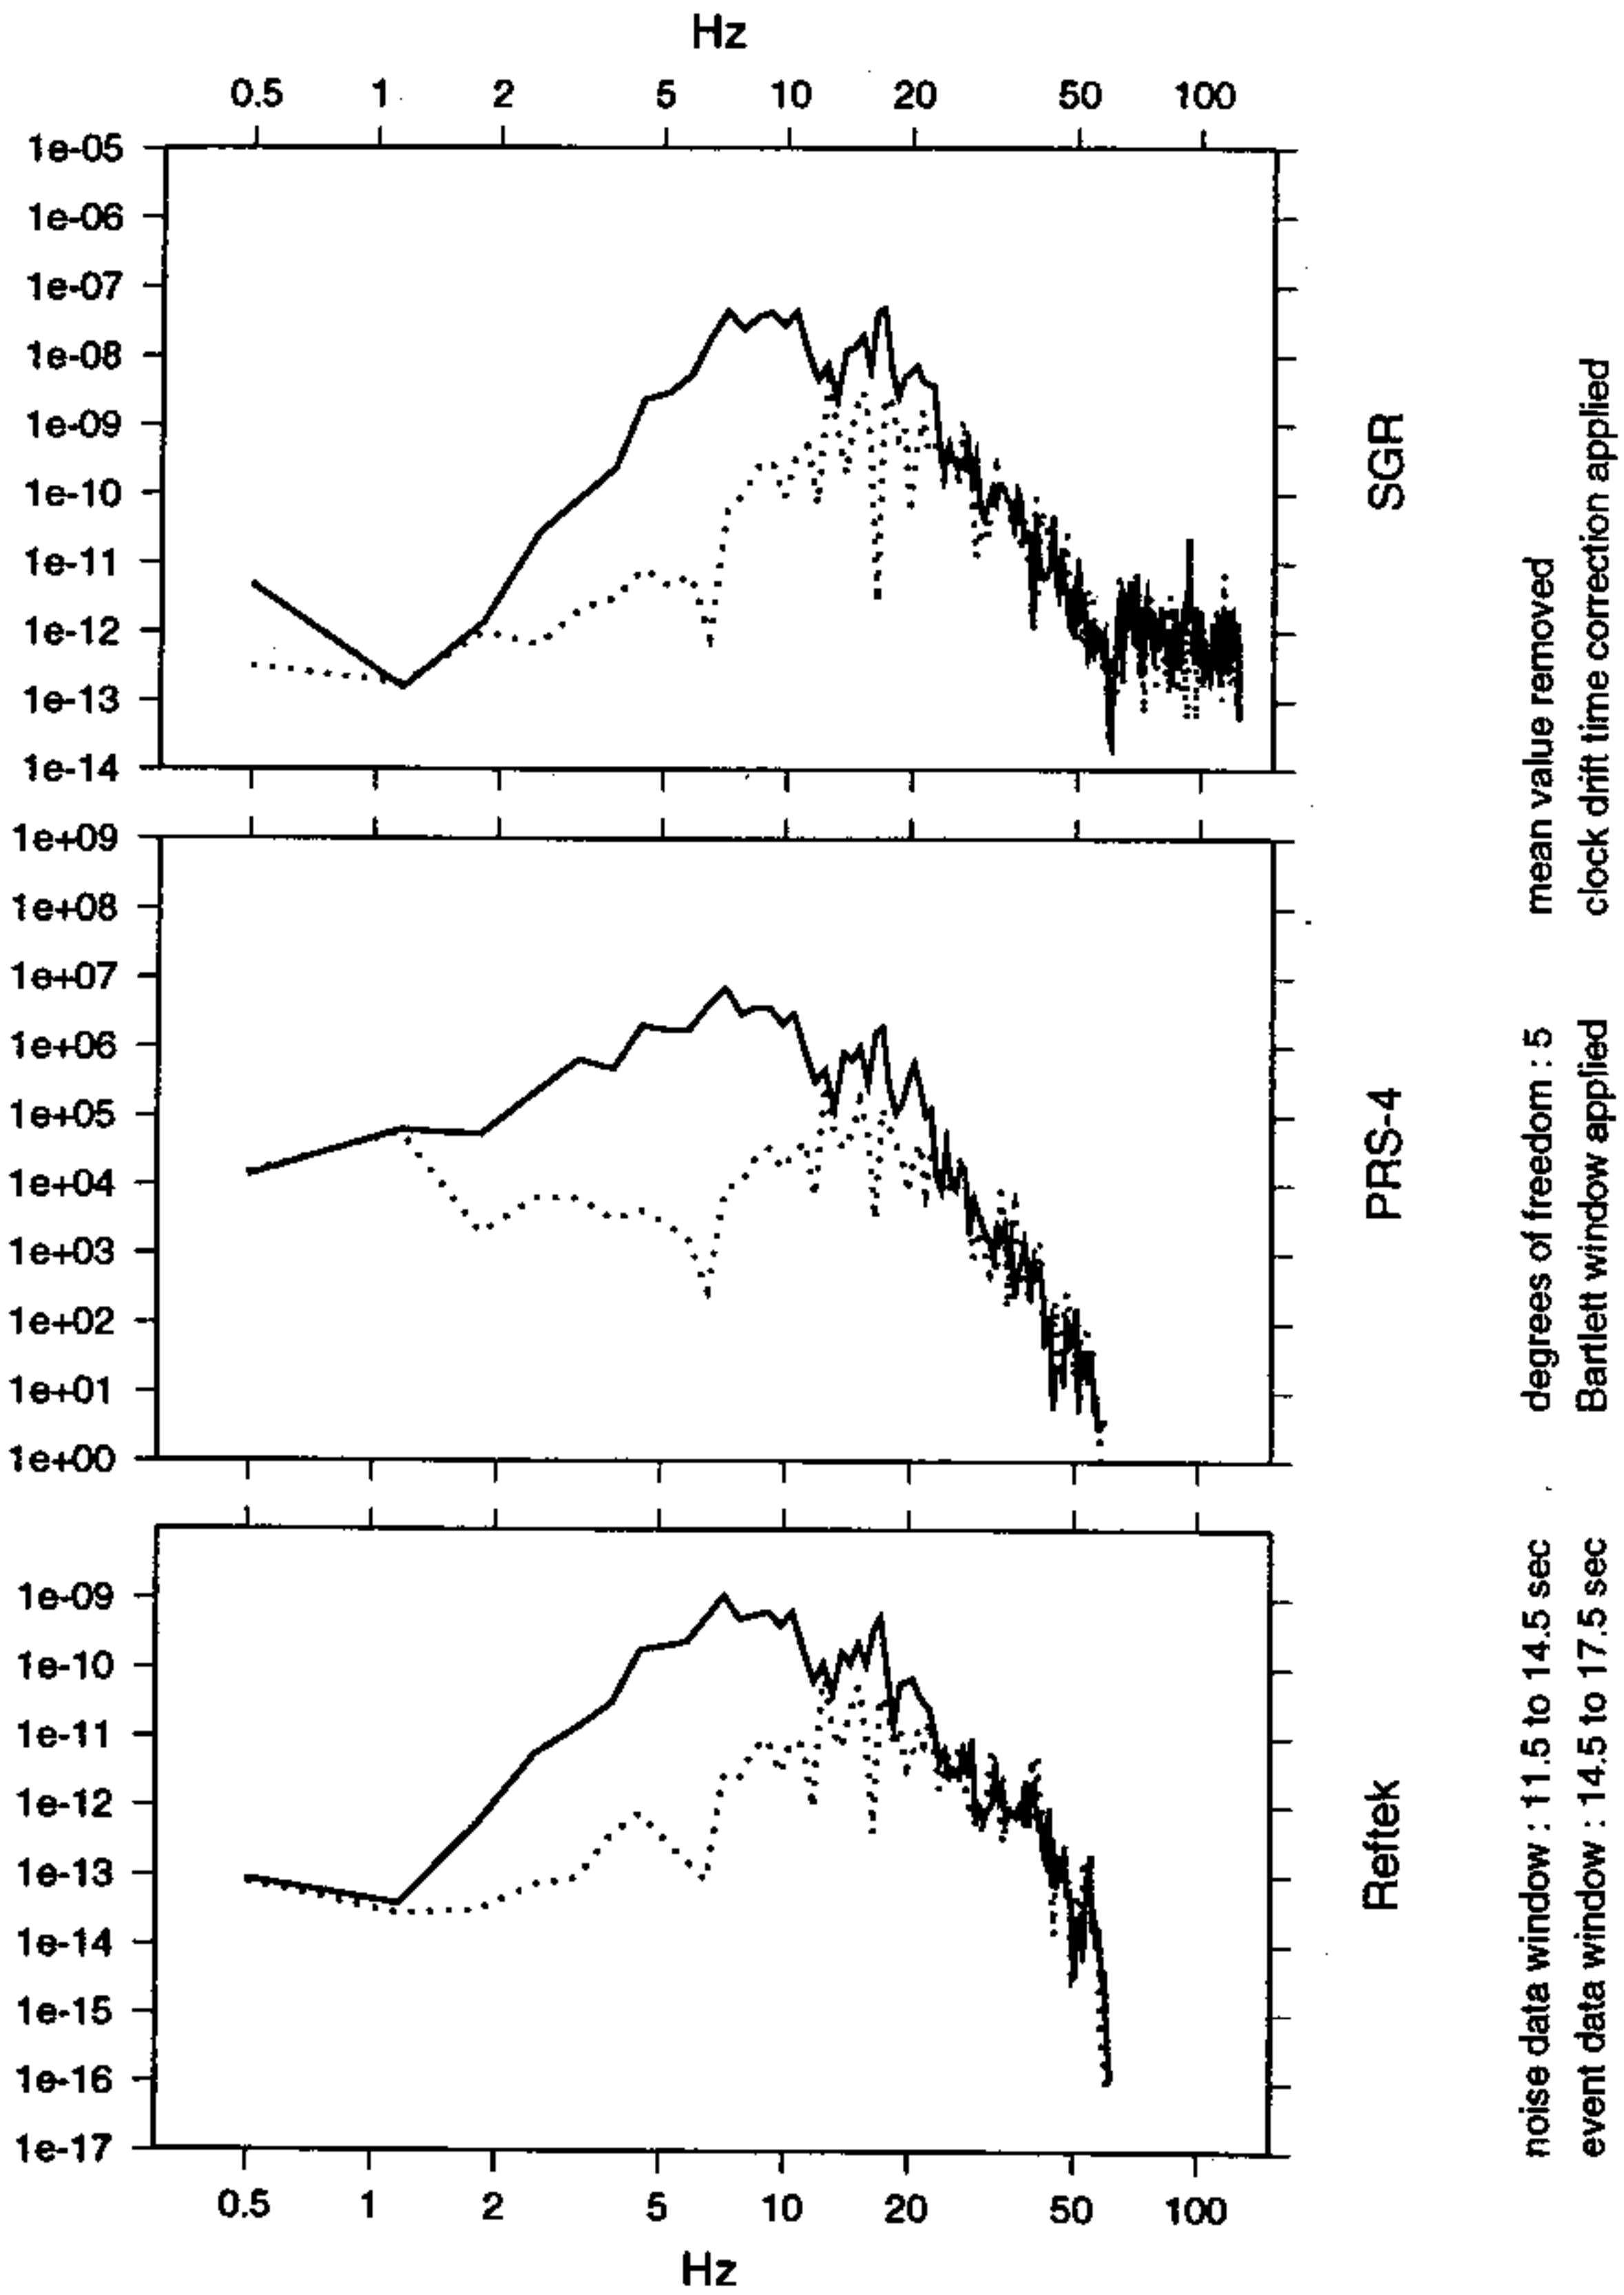 Hz
0.5 1 2 5 10 20 50 100
1e-05
1e-06
1e-07
1e-08
1e-09
1e-10
1e-11
1e-12
1e-13
1e-14
SGR
1e+09
1e+08
1e+07
1e+06
1e+05
1e+04
1e+03
1e+02
1e+01
1e+00
PRS-4
1e-09
1e-10
1e-11
1e-12
1e-13
1e-14
1e-15
1e-16
1e-17
Reftek
0.5 1 2 5 10 20 50 100
Hz
noise data window : 11.5 to 14.5 sec degrees of freedom : 5 mean value removed
event data window : 14.5 to 17.5 sec Bartlett window applied clock drift time correction applied